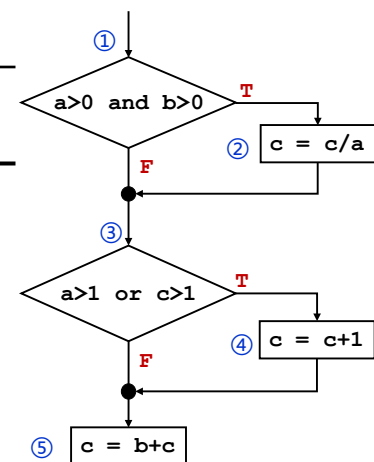 ①
a>0 and b>0
T
② c = c/a
F
③
a>1 or c>1
T
④ c = c+1
F
⑤ c = b+c